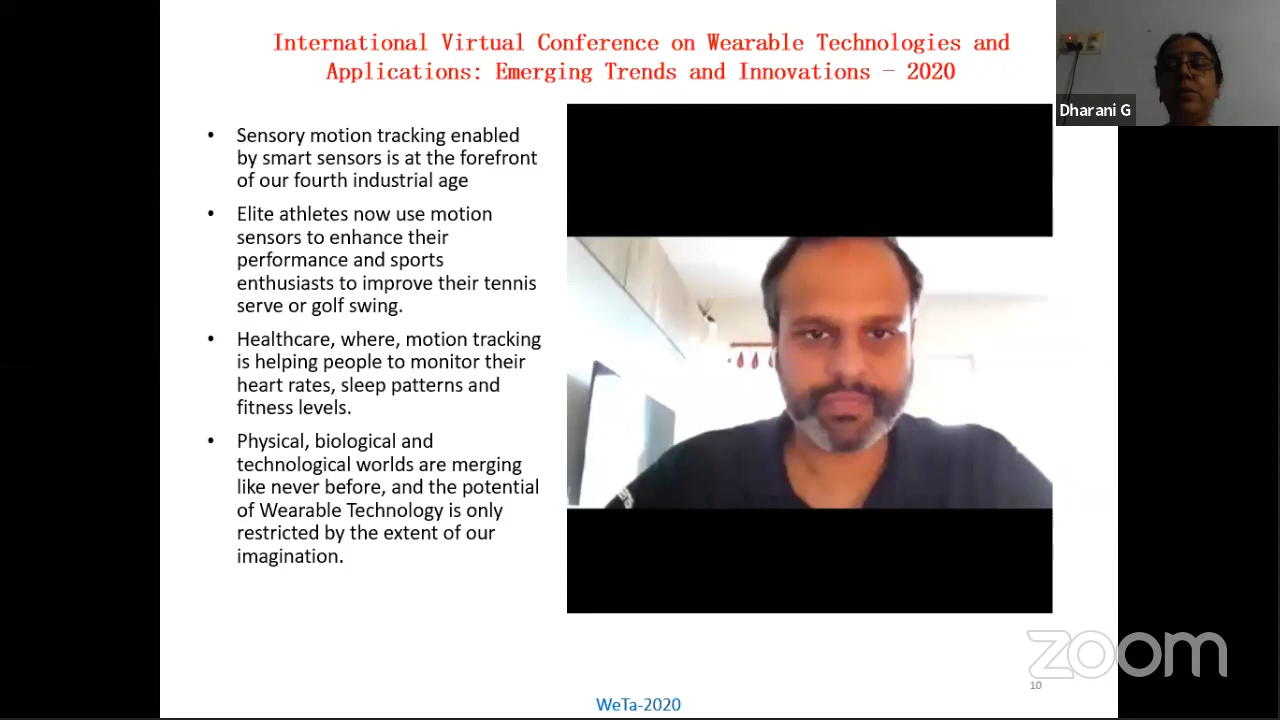 International Virtual Conference on Wearable Technologies and
Applications: Emerging Trends and Innovations - 2020
Dharani G
• Sensory motion tracking enabled
by smart sensors is at the forefront
of our fourth industrial age
• Elite athletes now use motion
sensors to enhance their
performance and sports
enthusiasts to improve their tennis
serve or golf swing.
• Healthcare, where, motion tracking
is helping people to monitor their
heart rates, sleep patterns and
fitness levels.
• Physical, biological and
technological worlds are merging
like never before, and the potential
of Wearable Technology is only
restricted by the extent of our
imagination.
zoom
10
WeTa-2020